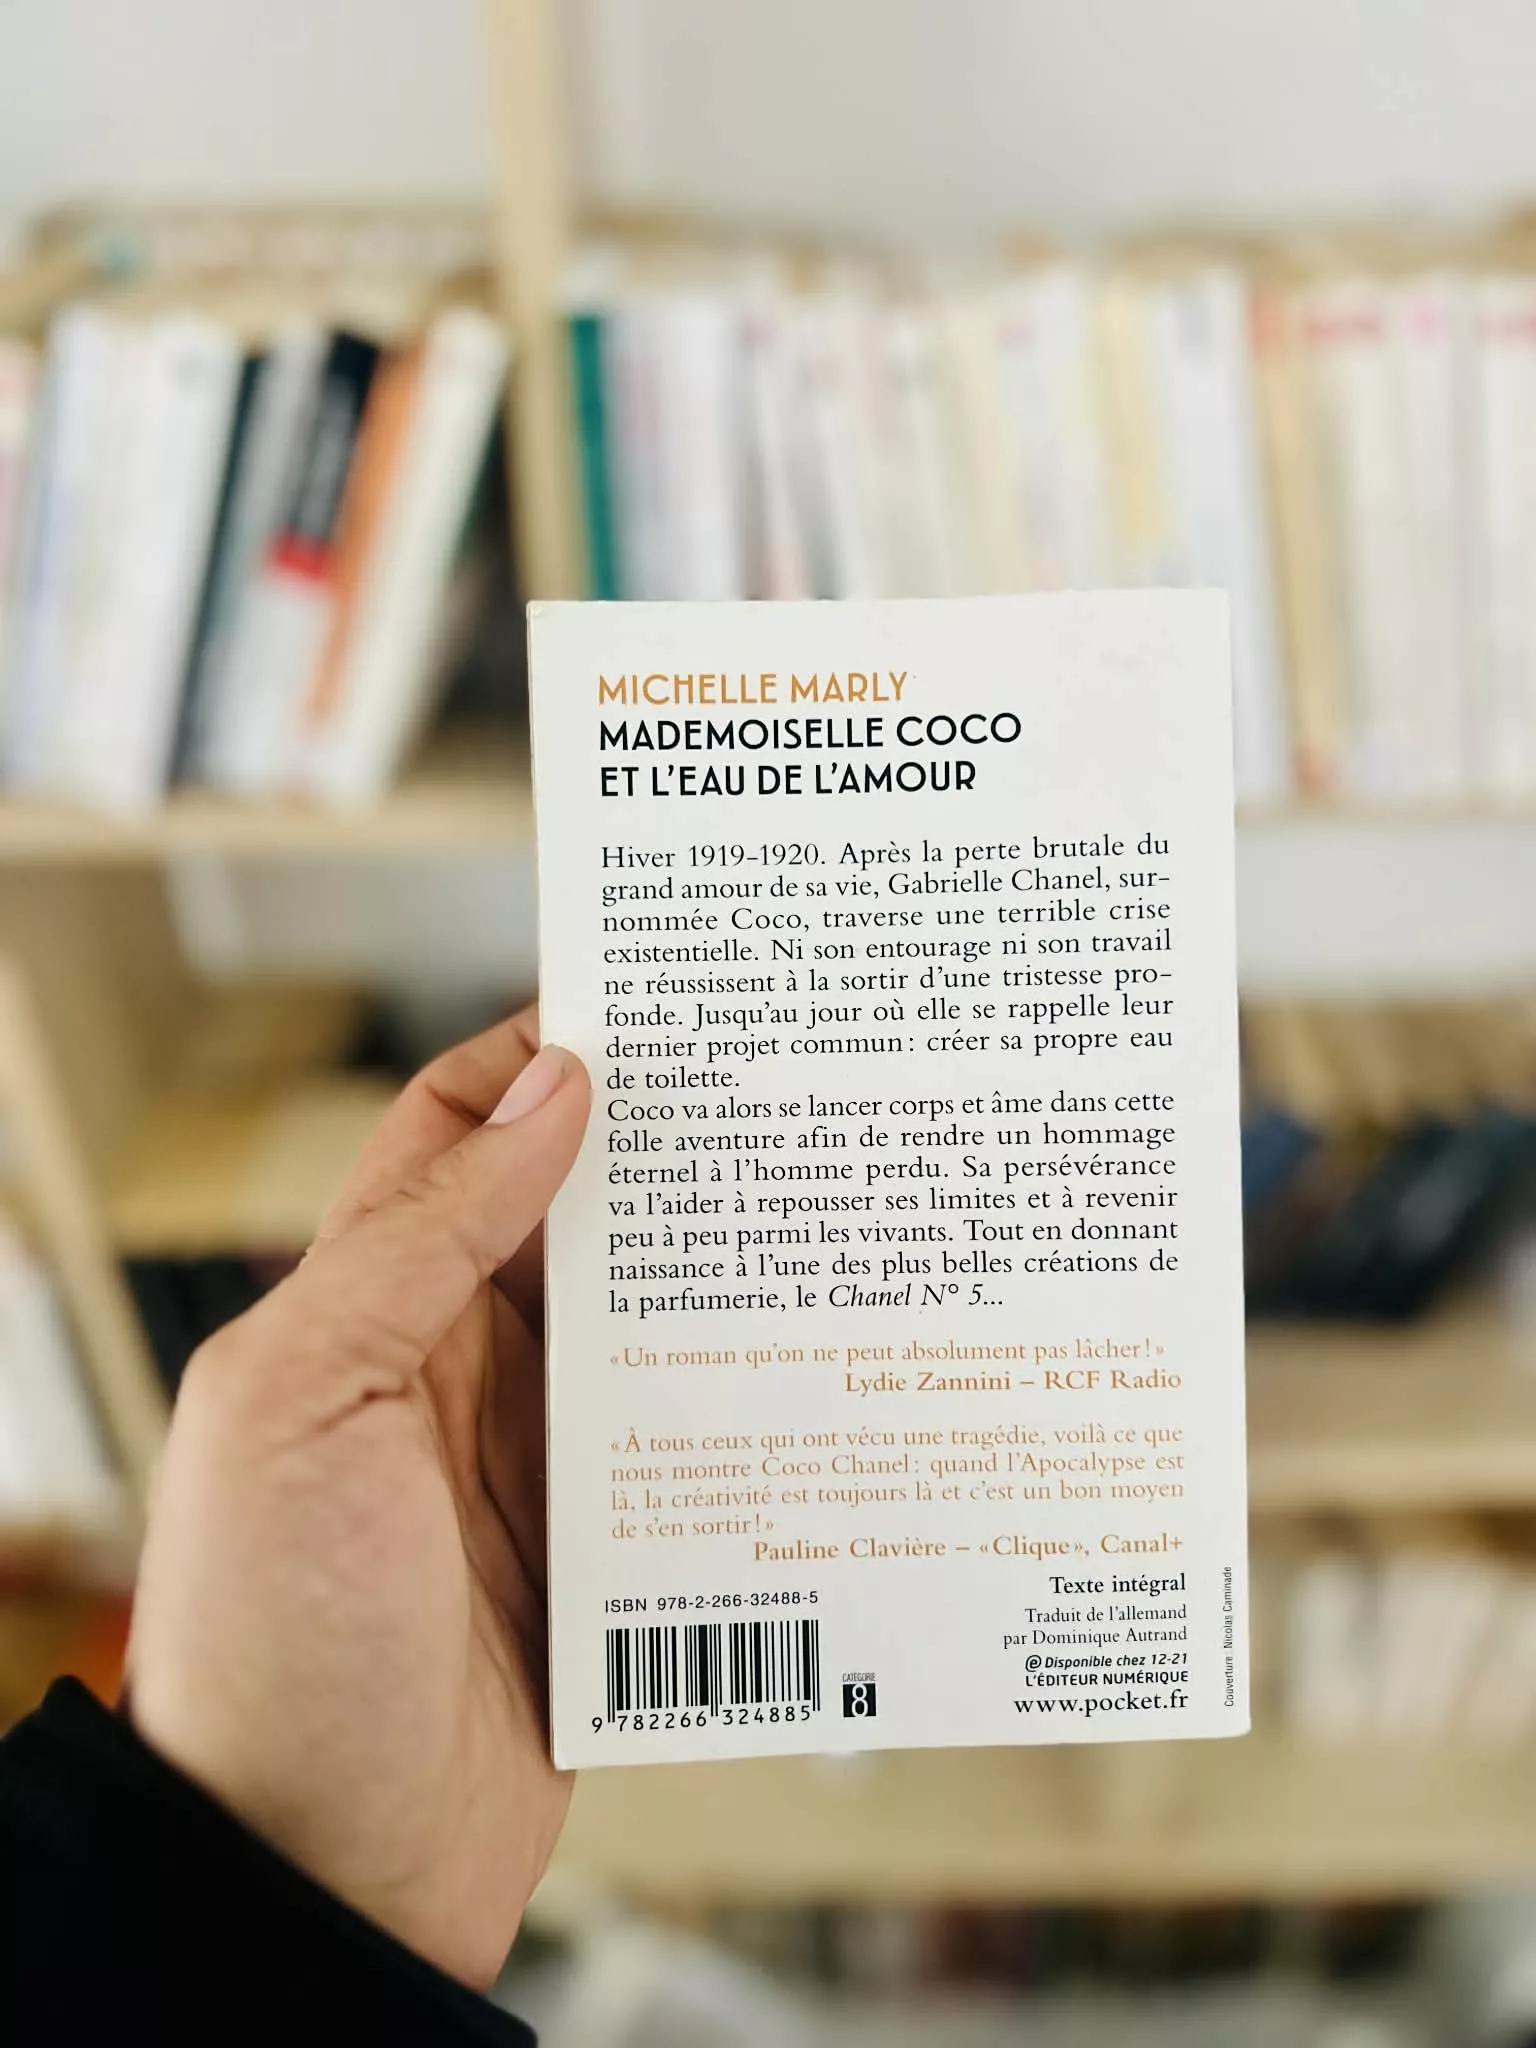 MICHELLE MARLY
MADEMOISELLE COCO
ET L'EAU DE L'AMOUR
Hiver 1919-1920. Après la perte brutale du
grand amour de sa vie, Gabrielle Chanel, sur-
nommée Coco, traverse une terrible crise
existentielle. Ni son entourage ni son travail
ne réussissent à la sortir d'une tristesse pro-
fonde. Jusqu'au jour où elle se rappelle leur
dernier projet commun : créer sa propre eau
de toilette.
Coco va alors se lancer corps et âme dans cette
folle aventure afin de rendre un hommage
éternel à l'homme perdu. Sa persévérance
va l'aider à repousser ses limites et à revenir
peu à peu parmi les vivants. Tout en donnant
naissance à l'une des plus belles créations de
la parfumerie, le Chanel N° 5...
« Un roman qu'on ne peut absolument pas lâcher ! »
Lydie Zannini – RCF Radio
« À tous ceux qui ont vécu une tragédie, voilà ce que
nous montre Coco Chanel : quand l'Apocalypse est
là, la créativité est toujours là et c'est un bon moyen
de s'en sortir ! »
Pauline Clavière – « Clique », Canal+
Texte intégral
Traduit de l'allemand
par Dominique Autrand
@ Disponible chez 12-21
L'ÉDITEUR NUMÉRIQUE
www.pocket.fr
ISBN 978-2-266-32488-5
9 782266 324885
CATÉGORIE
8
Couverture : Nicolas Caminade